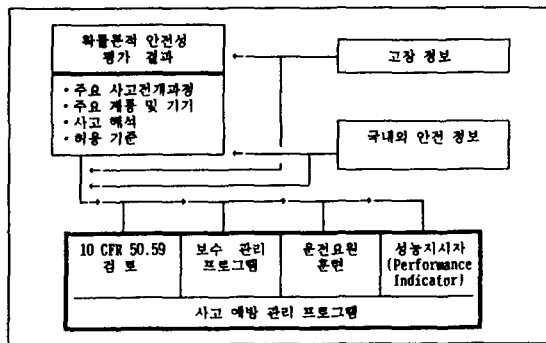 확률론적 안전성
평가 결과
• 주요 사고전개과정
• 주요 계통 및 기기
• 사고 해석
• 허용 기준
고장 정보
국내외 안전 정보
10 CFR 50.59
검토
보수 관리
프로그램
운전요원
훈련
성능지시자
(Performance
Indicator)
사고 예방 관리 프로그램